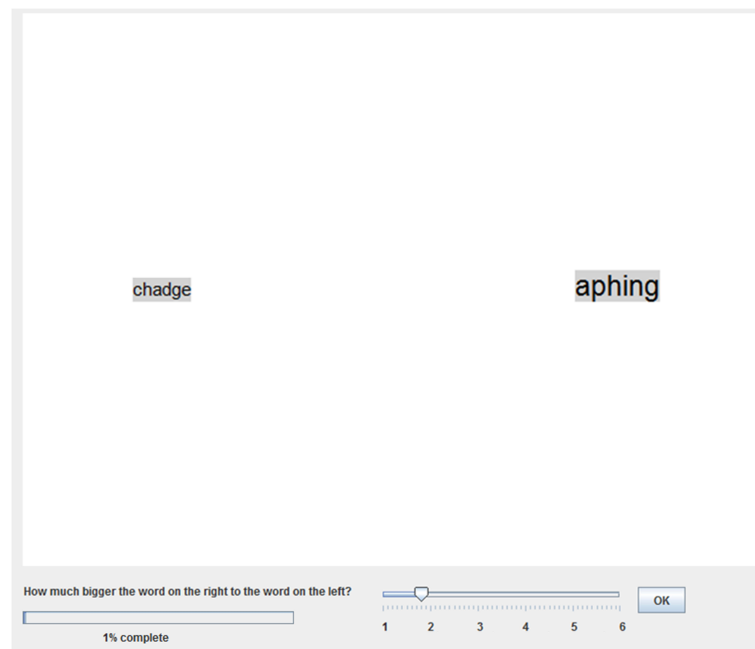 chadge
aphing
How much bigger the word on the right to the word on the left?
1 2 3 4 5 6
OK
1% complete